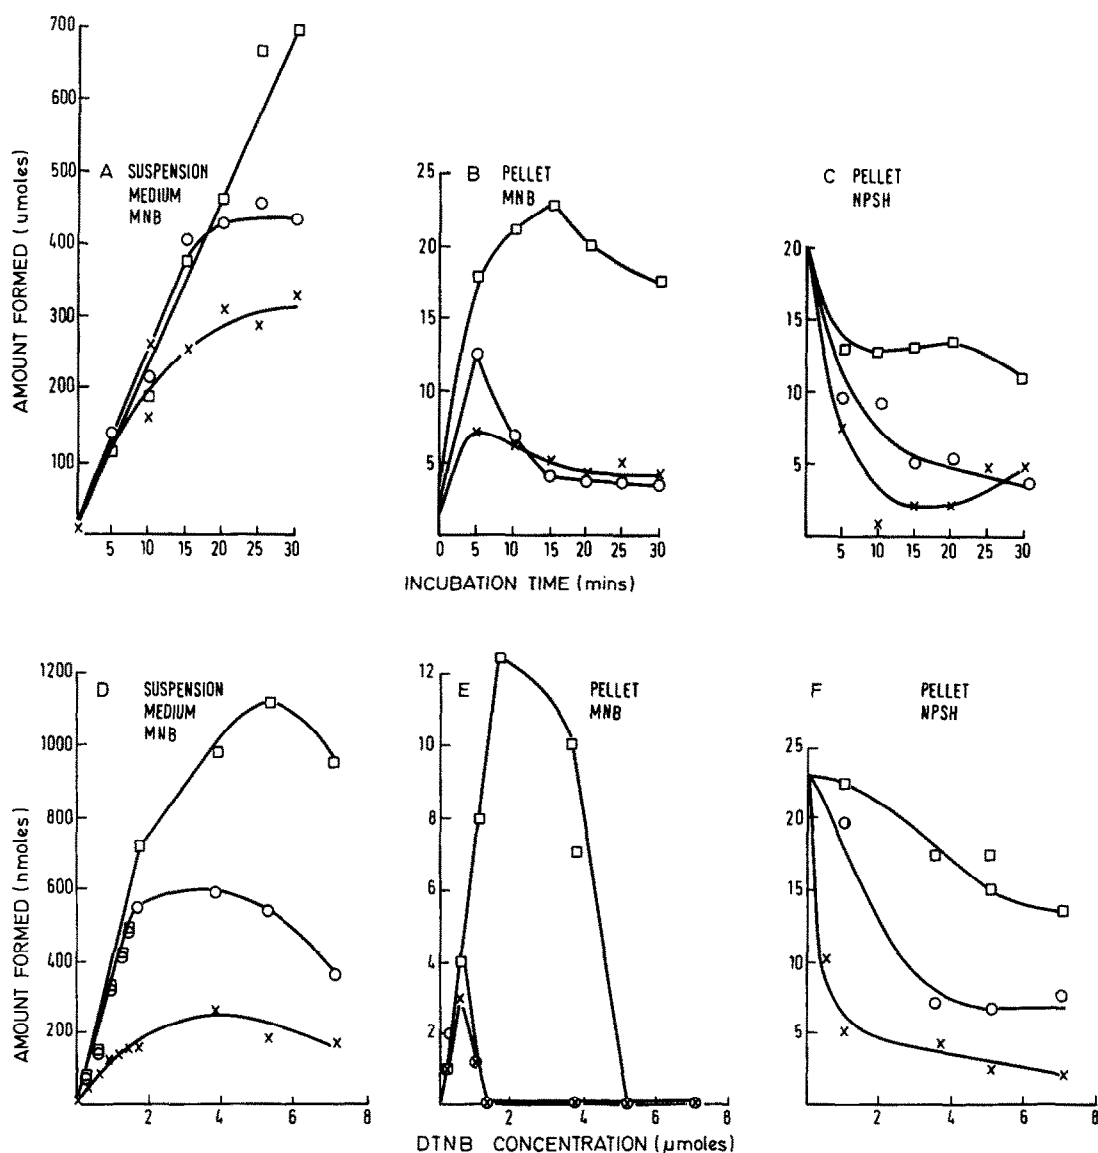 700
600
500
400
300
200
100
A SUSPENSION
MEDIUM
MNB
AMOUNT FORMED (umoles)
5 10 15 20 25 30
25
20
15
10
5
B PELLET
MNB
0 5 10 15 20 25 30
INCUBATION TIME (mins)
C PELLET
NPSH
20
15
10
5
5 10 15 20 25 30
1200
1000
800
600
400
200
D SUSPENSION
MEDIUM
MNB
AMOUNT FORMED (nmoles)
2 4 6 8
12
10
8
6
4
2
E PELLET
MNB
2 4 6 8
DTNB CONCENTRATION (μmoles)
F PELLET
NPSH
25
20
15
10
5
2 4 6 8